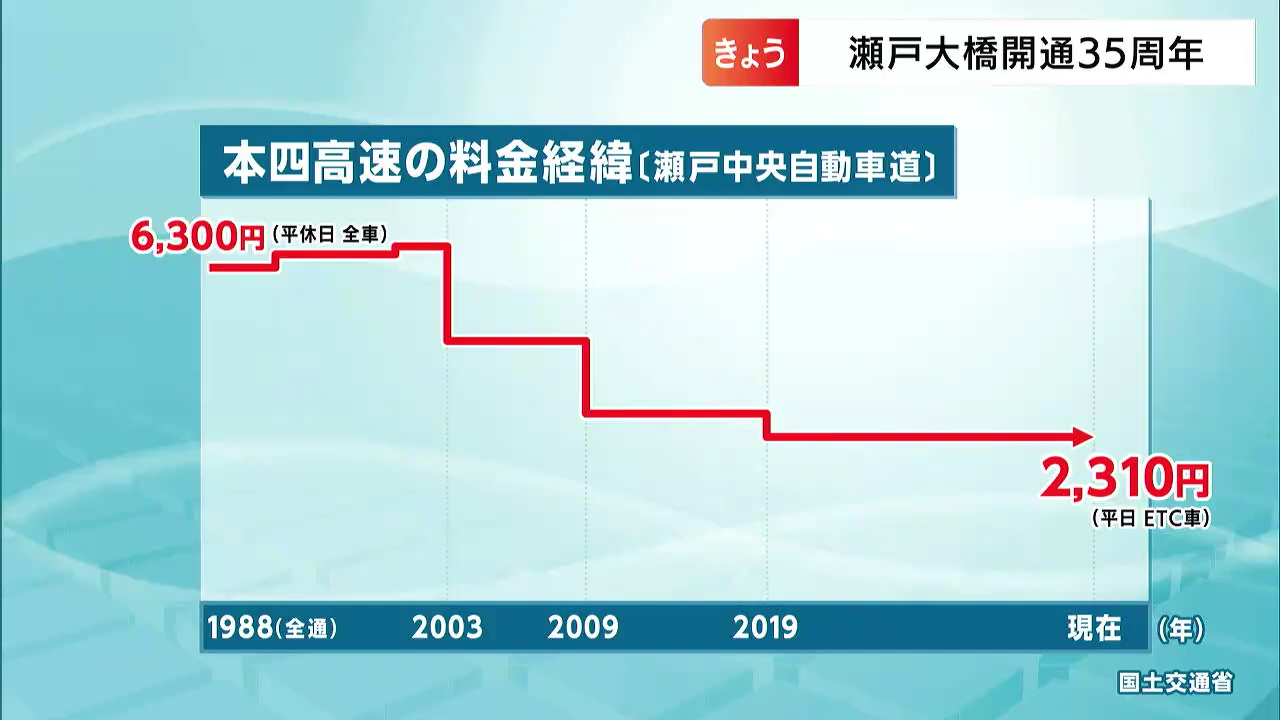 きょう 瀬戸大橋開通35周年
本四高速の料金経緯〔瀬戸中央自動車道〕
6,300円(平休日 全車)
2,310円
(平日 ETC車)
1988(全通) 2003 2009 2019 現在 (年)
国土交通省